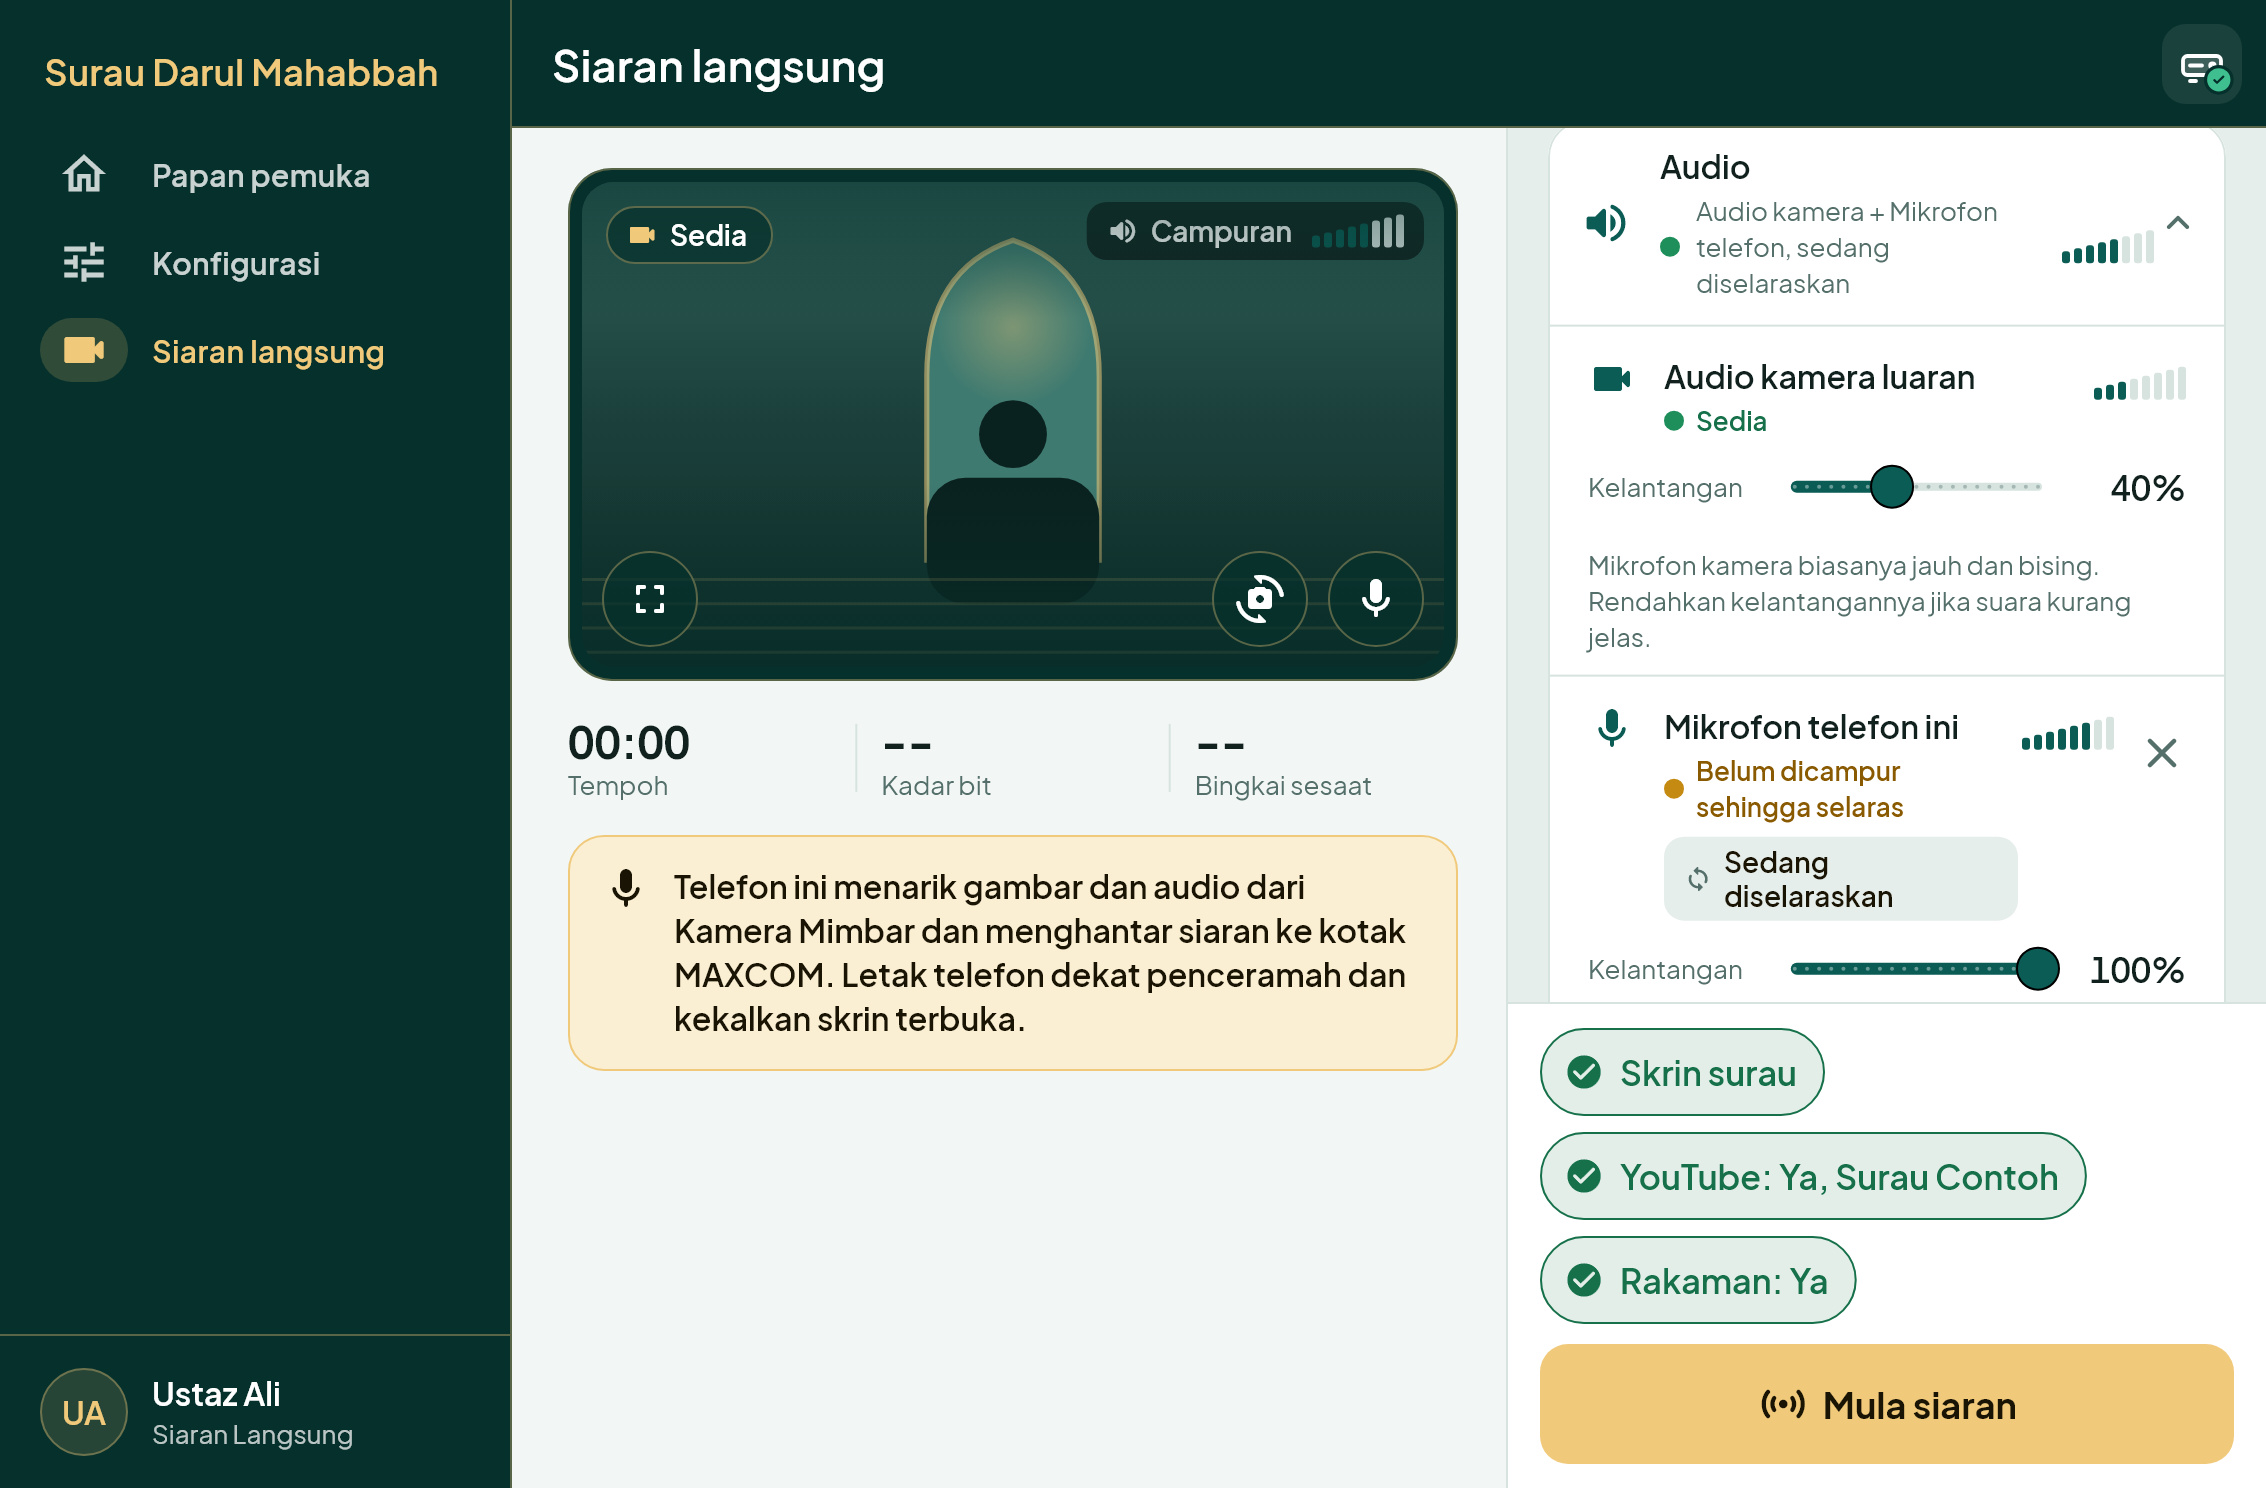 Surau Darul Mahabbah
Papan pemuka
Konfigurasi
Siaran langsung
Ustaz Ali
Siaran Langsung
UA
Siaran langsung
Sedia
Campuran
00:00
Tempoh
--
Kadar bit
--
Bingkai sesaat
Telefon ini menarik gambar dan audio dari
Kamera Mimbar dan menghantar siaran ke kotak
MAXCOM. Letak telefon dekat penceramah dan
kekalkan skrin terbuka.
Audio
Audio kamera + Mikrofon
telefon, sedang
diselaraskan
Audio kamera luaran
Sedia
Kelantangan
40%
Mikrofon kamera biasanya jauh dan bising.
Rendahkan kelantangannya jika suara kurang
jelas.
Mikrofon telefon ini
Belum dicampur
sehingga selaras
Sedang
diselaraskan
Kelantangan
100%
Skrin surau
YouTube: Ya, Surau Contoh
Rakaman: Ya
Mula siaran